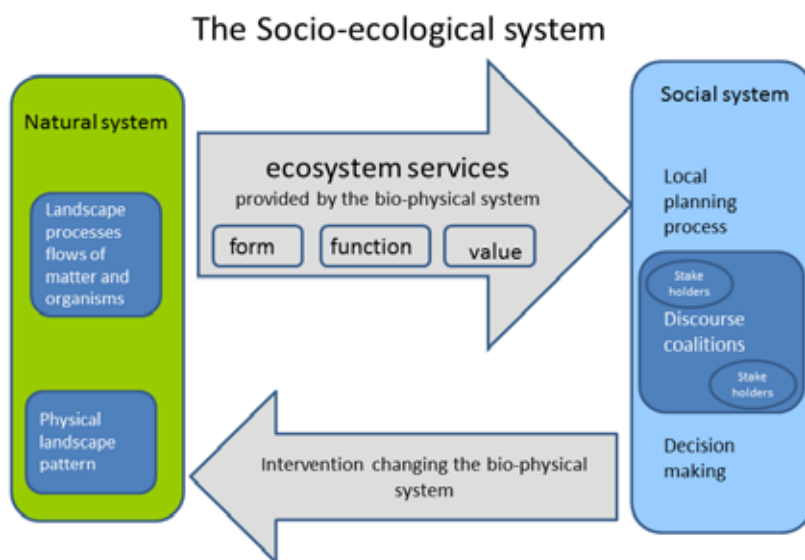 The Socio-ecological system
Natural system
Landscape
processes
flows of
matter and
organisms
Physical
landscape
pattern
ecosystem services
provided by the bio-physical system
form
function
value
Intervention changing the bio-physical
system
Social system
Local
planning
process
Stake
holders
Discourse
coalitions
Stake
holders
Decision
making